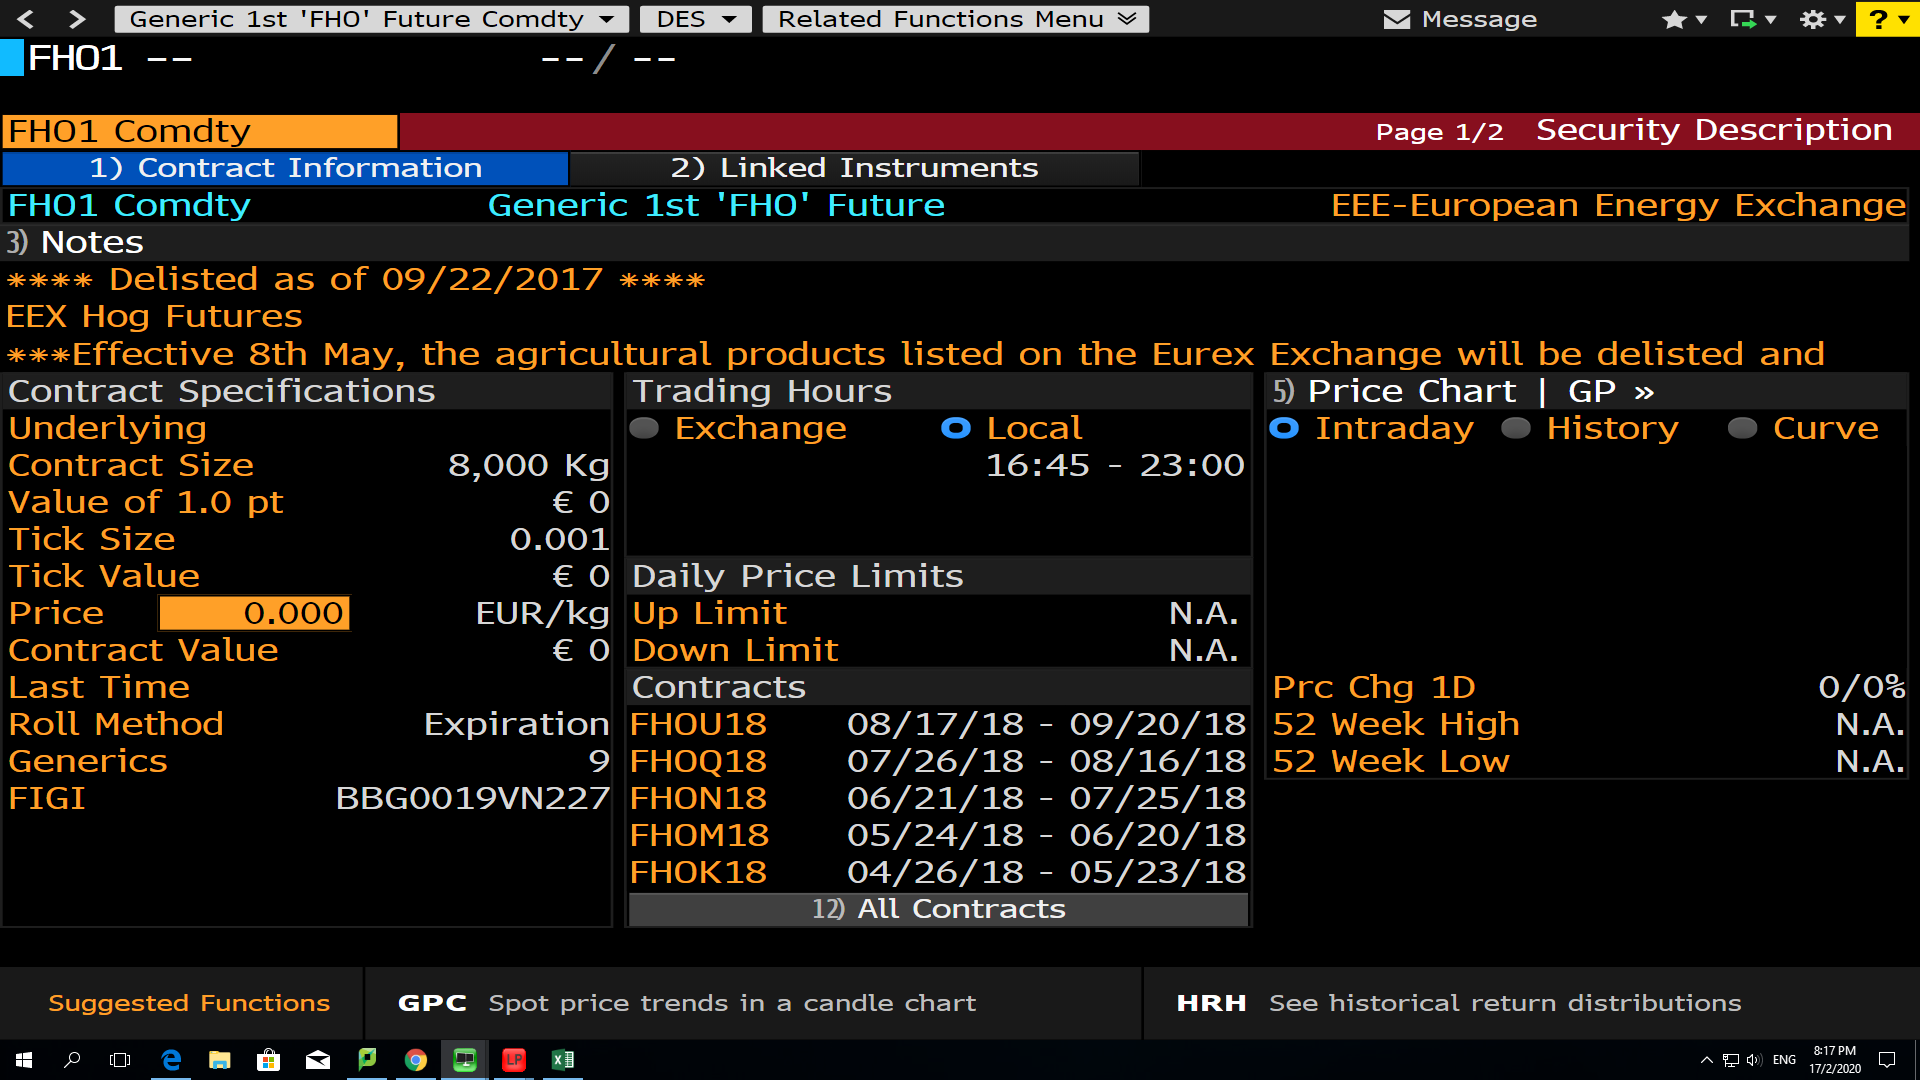 Generic 1st 'FHO' Future Comdty DES Related Functions Menu Message ?
FHO1 -- -- / --
FHO1 Comdty Page 1/2 Security Description
1) Contract Information 2) Linked Instruments
FHO1 Comdty Generic 1st 'FHO' Future EEE-European Energy Exchange
3) Notes
**** Delisted as of 09/22/2017 ****
EEX Hog Futures
***Effective 8th May, the agricultural products listed on the Eurex Exchange will be delisted and
Contract Specifications
Underlying
Contract Size 8,000 Kg
Value of 1.0 pt € 0
Tick Size 0.001
Tick Value € 0
Price 0.000 EUR/kg
Contract Value € 0
Last Time
Roll Method Expiration
Generics 9
FIGI BBG0019VN227
Trading Hours
Exchange Local
16:45 - 23:00
Daily Price Limits
Up Limit N.A.
Down Limit N.A.
Contracts
FHOU18 08/17/18 - 09/20/18
FHOQ18 07/26/18 - 08/16/18
FHON18 06/21/18 - 07/25/18
FHOM18 05/24/18 - 06/20/18
FHOK18 04/26/18 - 05/23/18
12) All Contracts
5) Price Chart | GP »
Intraday History Curve
Prc Chg 1D 0/0%
52 Week High N.A.
52 Week Low N.A.
Suggested Functions GPC Spot price trends in a candle chart HRH See historical return distributions
LP ENG 8:17 PM
17/2/2020